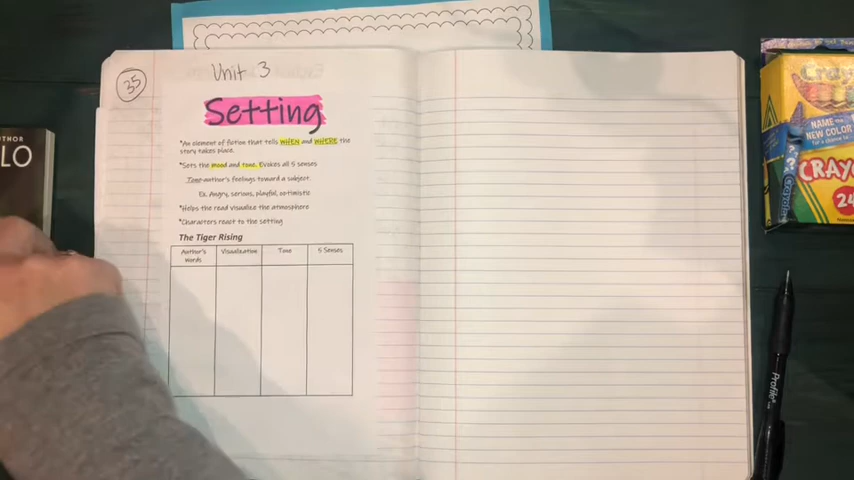 35
Unit 3
Setting
*An element of fiction that tells WHEN and WHERE the
story takes place.
*Sets the mood and tone. Evokes all 5 senses
Tone-author's feelings toward a subject.
Ex. Angry, serious, playful, optimistic
*Helps the read visualize the atmosphere
*Characters react to the setting
The Tiger Rising
Author's Words
Visualization
Tone
5 Senses
THOR
LO
Cray
NAME the
NEW COLOR
CRAYO
24
Profile